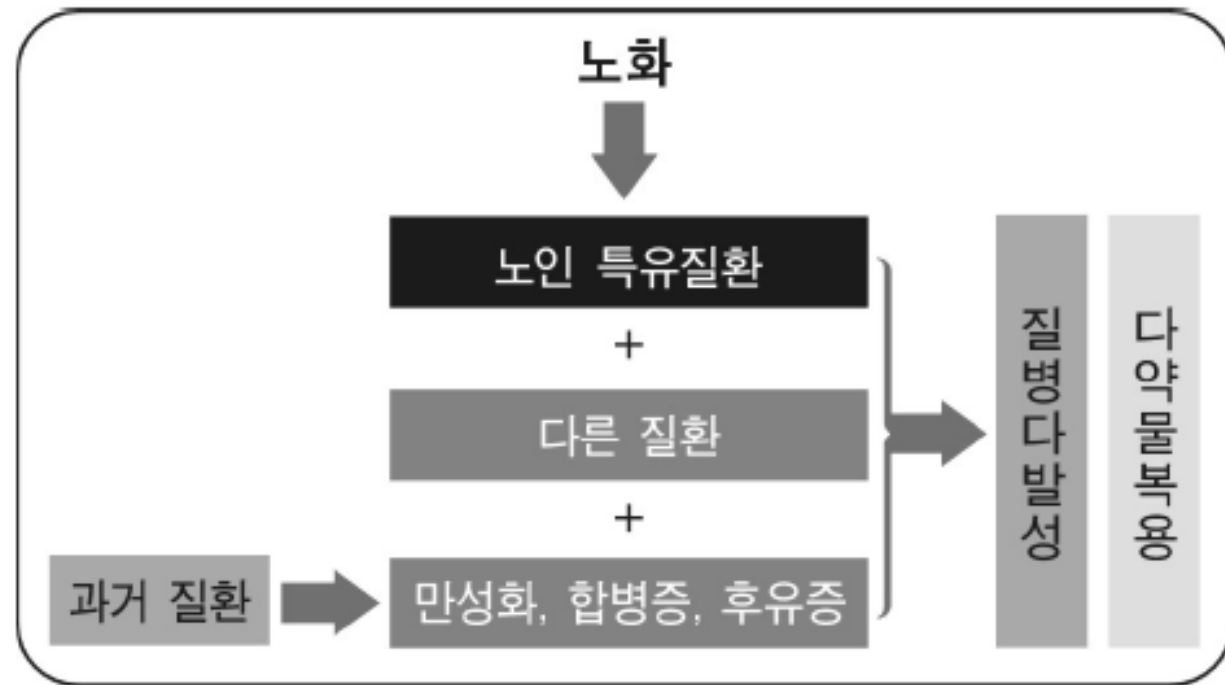 노화
노인 특유질환
+
다른 질환
+
과거 질환
만성화, 합병증, 후유증
질병다발성
다약물복용